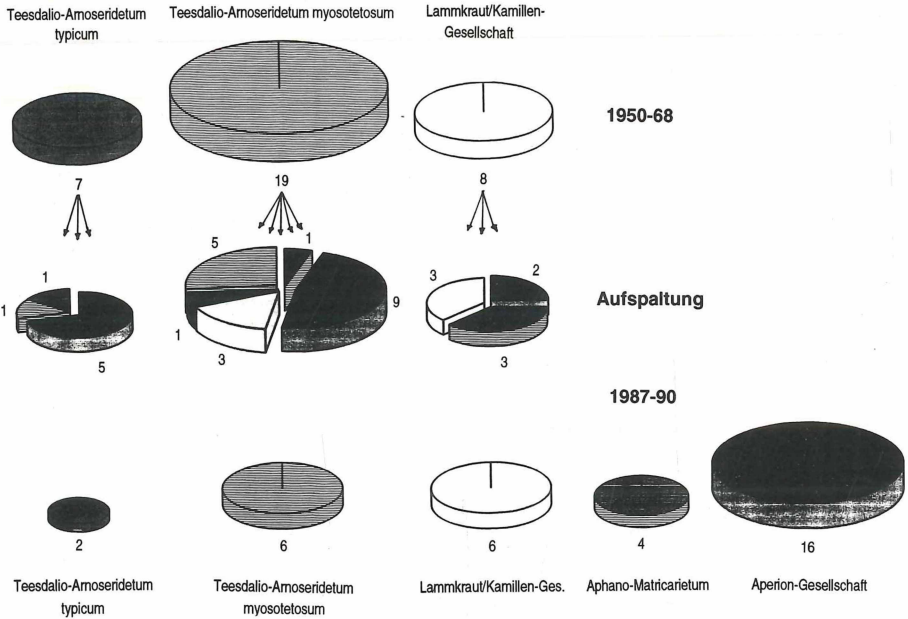 Teesdalio-Arnoseridetum
typicum
Teesdalio-Arnoseridetum myosotetosum
Lammkraut/Kamillen-
Gesellschaft
1950-68
7
19
8
1
1
5
5
1
9
3
1
3
2
3
Aufspaltung
1987-90
2
6
6
4
16
Teesdalio-Arnoseridetum
typicum
Teesdalio-Arnoseridetum
myosotetosum
Lammkraut/Kamillen-Ges.
Aphano-Matricarietum
Aperion-Gesellschaft